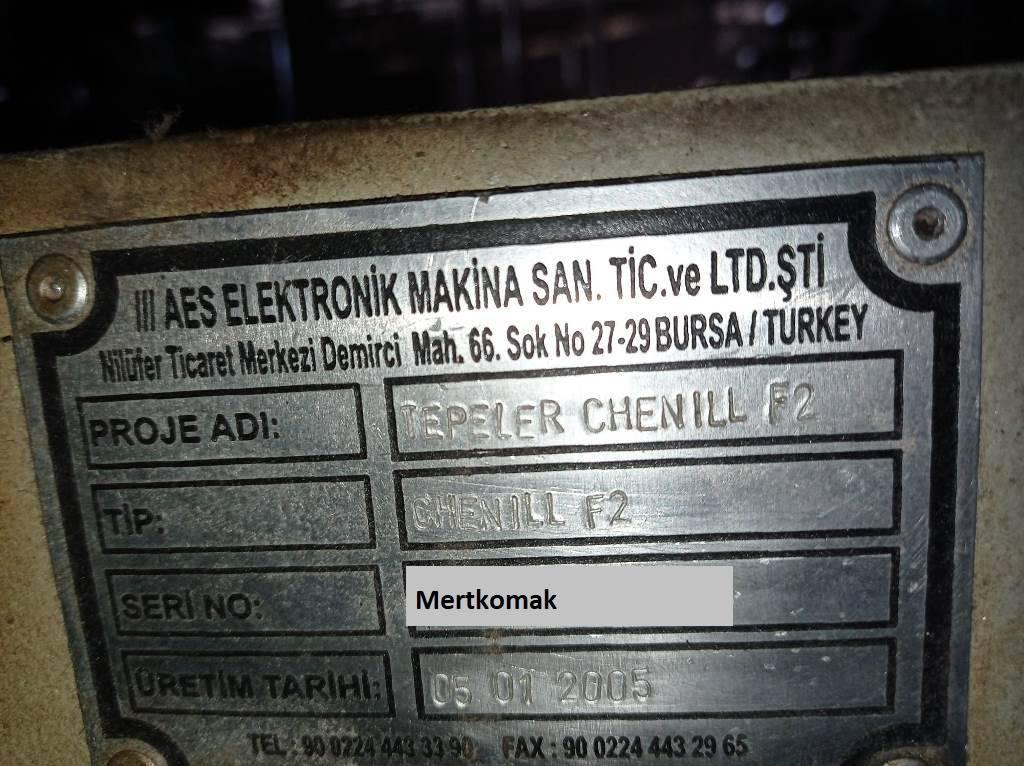 III AES ELEKTRONİK MAKİNA SAN. TİC.ve LTD.ŞTİ
Nilüfer Ticaret Merkezi Demirci Mah. 66. Sok No 27-29 BURSA / TURKEY
PROJE ADI: TEPELER CHENILL F2
TİP: CHENILL F2
SERİ NO: Mertkomak
ÜRETİM TARİHİ: 05 01 2005
TEL : 90 0224 443 33 90 FAX : 90 0224 443 29 65